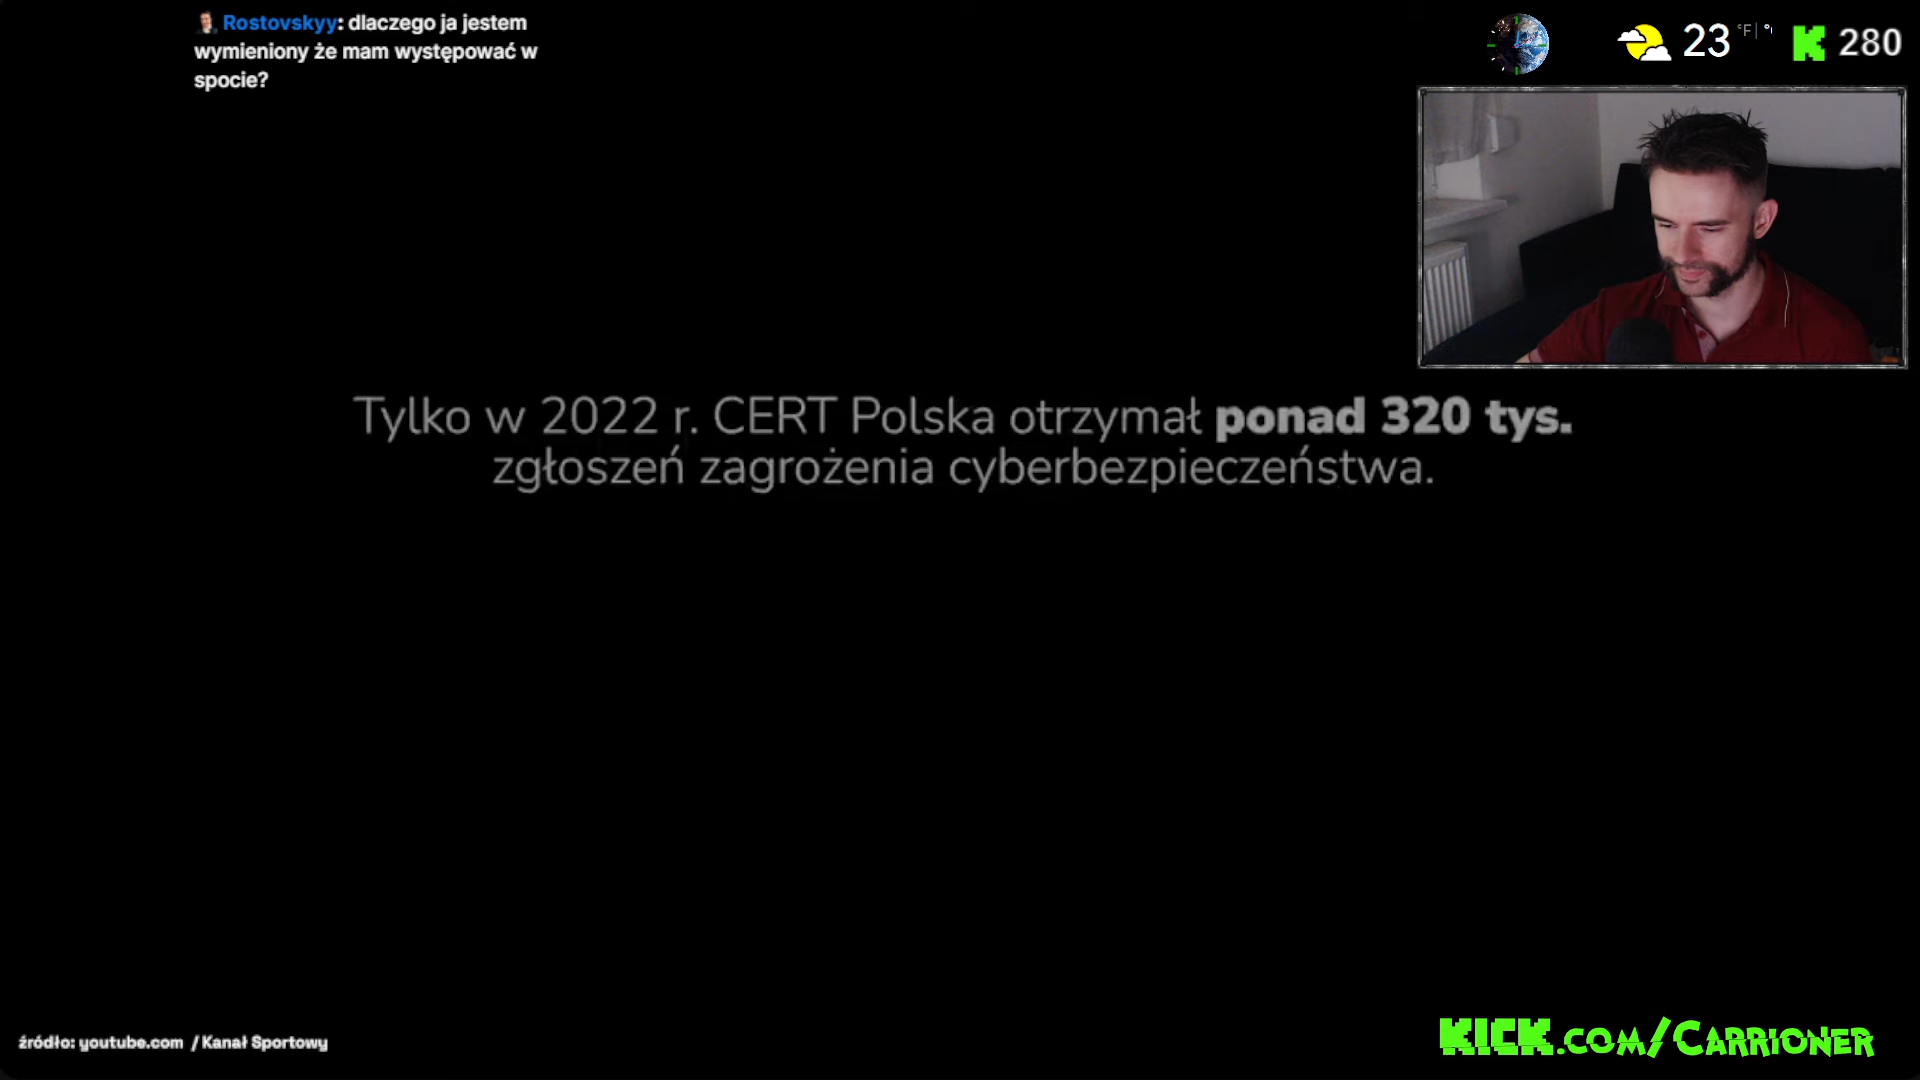 Rostovskyy: dlaczego ja jestem
wymieniony że mam występować w
spocie?
23 °F|
280
Tylko w 2022 r. CERT Polska otrzymał ponad 320 tys.
zgłoszeń zagrożenia cyberbezpieczeństwa.
źródło: youtube.com / Kanał Sportowy
KICK.com/CARRIONER